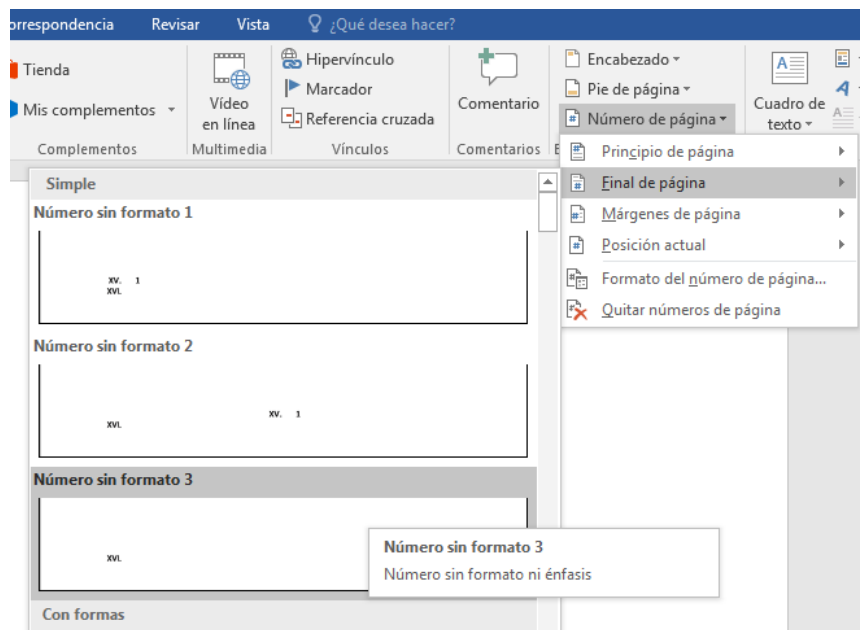 orrespondencia Revisar Vista ¿Qué desea hacer?
Tienda
Mis complementos
Complementos
Vídeo
en línea
Multimedia
Hipervínculo
Marcador
Referencia cruzada
Vínculos
Comentario
Comentarios
Encabezado
Pie de página
Número de página
Cuadro de
texto
Principio de página
Final de página
Márgenes de página
Posición actual
Formato del número de página...
Quitar números de página
Simple
Número sin formato 1
XV. 1
XVI.
Número sin formato 2
XV. 1
XVI.
Número sin formato 3
XVI.
Número sin formato 3
Número sin formato ni énfasis
Con formas